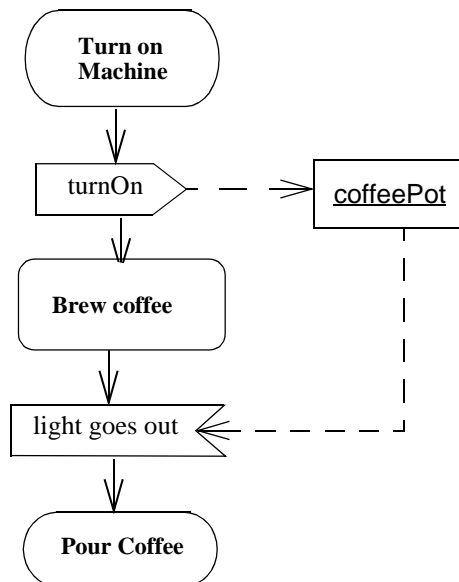 Turn on
Machine
turnOn
coffeePot
Brew coffee
light goes out
Pour Coffee